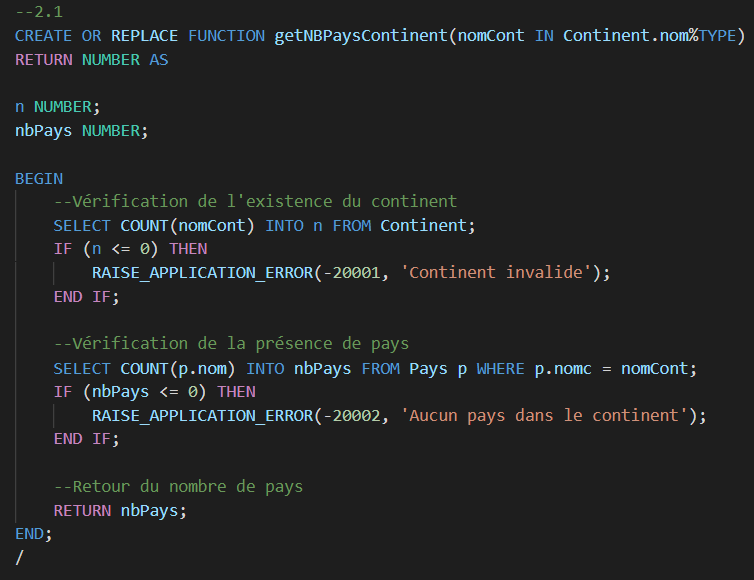 --2.1
CREATE OR REPLACE FUNCTION getNBPaysContinent(nomCont IN Continent.nom%TYPE)
RETURN NUMBER AS
n NUMBER;
nbPays NUMBER;
BEGIN
--Vérification de l'existence du continent
SELECT COUNT(nomCont) INTO n FROM Continent;
IF (n <= 0) THEN
RAISE_APPLICATION_ERROR(-20001, 'Continent invalide');
END IF;
--Vérification de la présence de pays
SELECT COUNT(p.nom) INTO nbPays FROM Pays p WHERE p.nomc = nomCont;
IF (nbPays <= 0) THEN
RAISE_APPLICATION_ERROR(-20002, 'Aucun pays dans le continent');
END IF;
--Retour du nombre de pays
RETURN nbPays;
END;
/